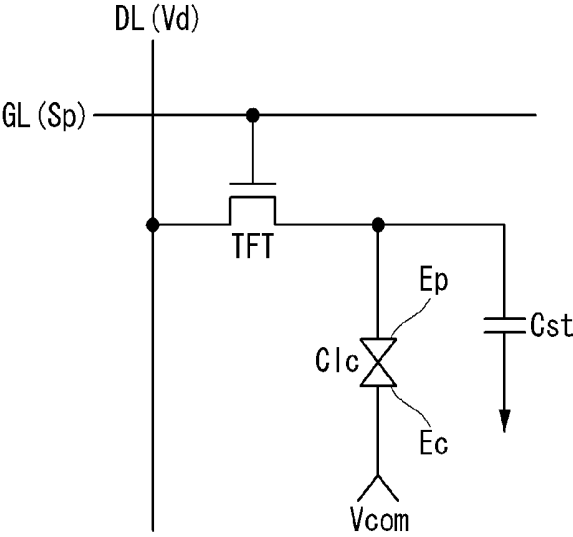 DL(Vd)
GL(Sp)
TFT
Ep
Cst
Clc
Ec
Vcom